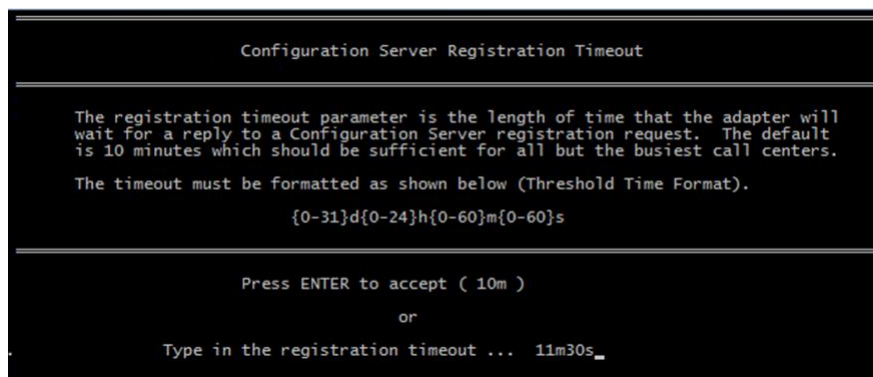 Configuration Server Registration Timeout
The registration timeout parameter is the length of time that the adapter will
wait for a reply to a Configuration Server registration request.  The default
is 10 minutes which should be sufficient for all but the busiest call centers.
The timeout must be formatted as shown below (Threshold Time Format).
{0-31}d{0-24}h{0-60}m{0-60}s
Press ENTER to accept ( 10m )
or
. Type in the registration timeout ...  11m30s_